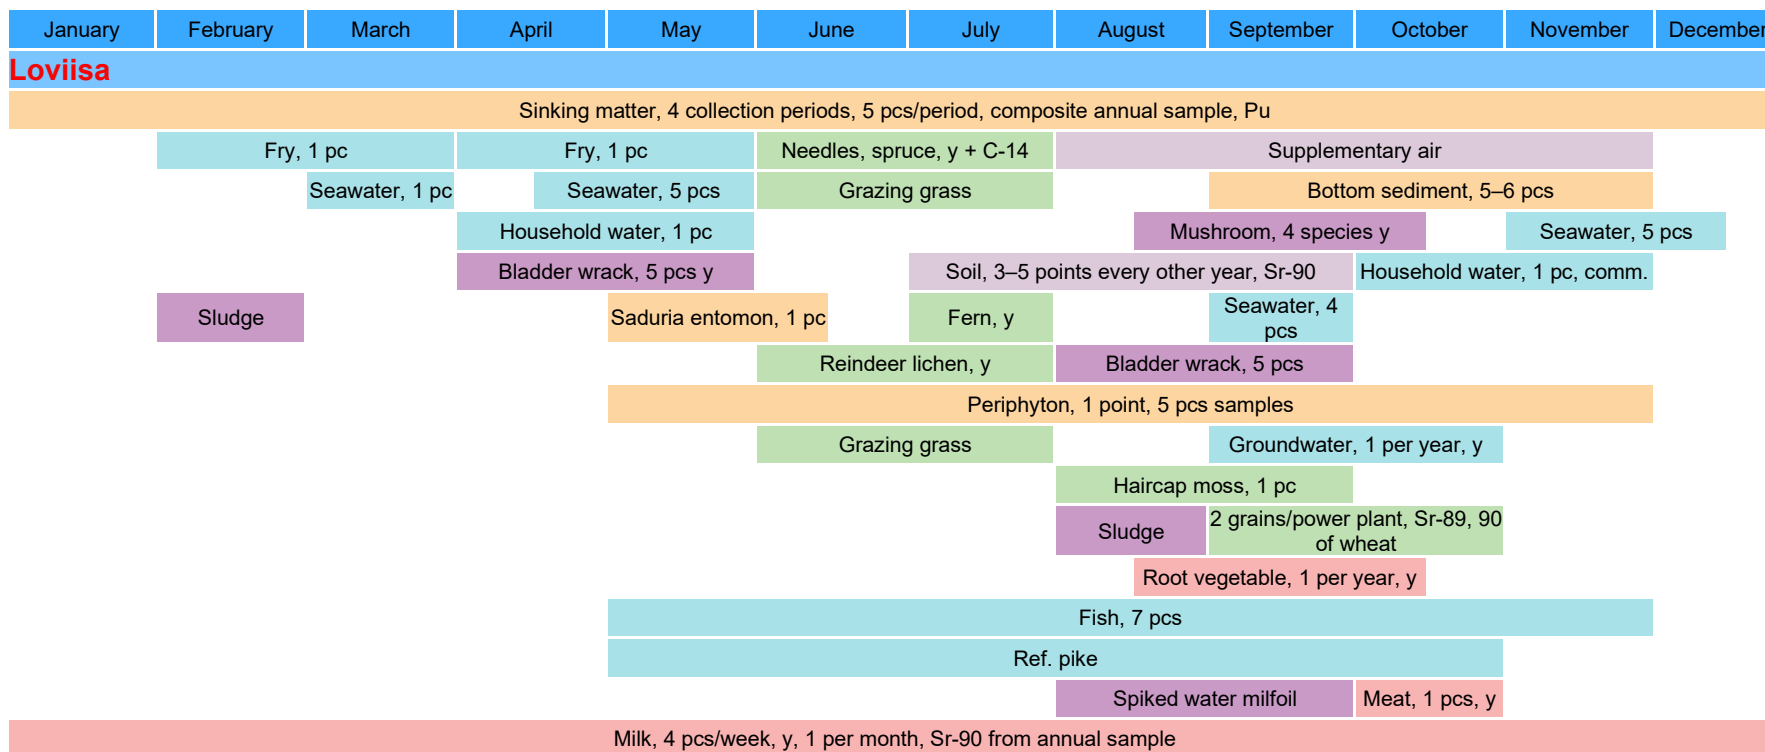 January February March April May June July August September October November December
Loviisa
Sinking matter, 4 collection periods, 5 pcs/period, composite annual sample, Pu
Fry, 1 pc Fry, 1 pc Needles, spruce, y + C-14 Supplementary air
Seawater, 1 pc Seawater, 5 pcs Grazing grass Bottom sediment, 5–6 pcs
Household water, 1 pc Mushroom, 4 species y Seawater, 5 pcs
Bladder wrack, 5 pcs y Soil, 3–5 points every other year, Sr-90 Household water, 1 pc, comm.
Sludge Saduria entomon, 1 pc Fern, y Seawater, 4
pcs
Reindeer lichen, y Bladder wrack, 5 pcs
Periphyton, 1 point, 5 pcs samples
Grazing grass Groundwater, 1 per year, y
Haircap moss, 1 pc
Sludge 2 grains/power plant, Sr-89, 90
of wheat
Root vegetable, 1 per year, y
Fish, 7 pcs
Ref. pike
Spiked water milfoil Meat, 1 pcs, y
Milk, 4 pcs/week, y, 1 per month, Sr-90 from annual sample